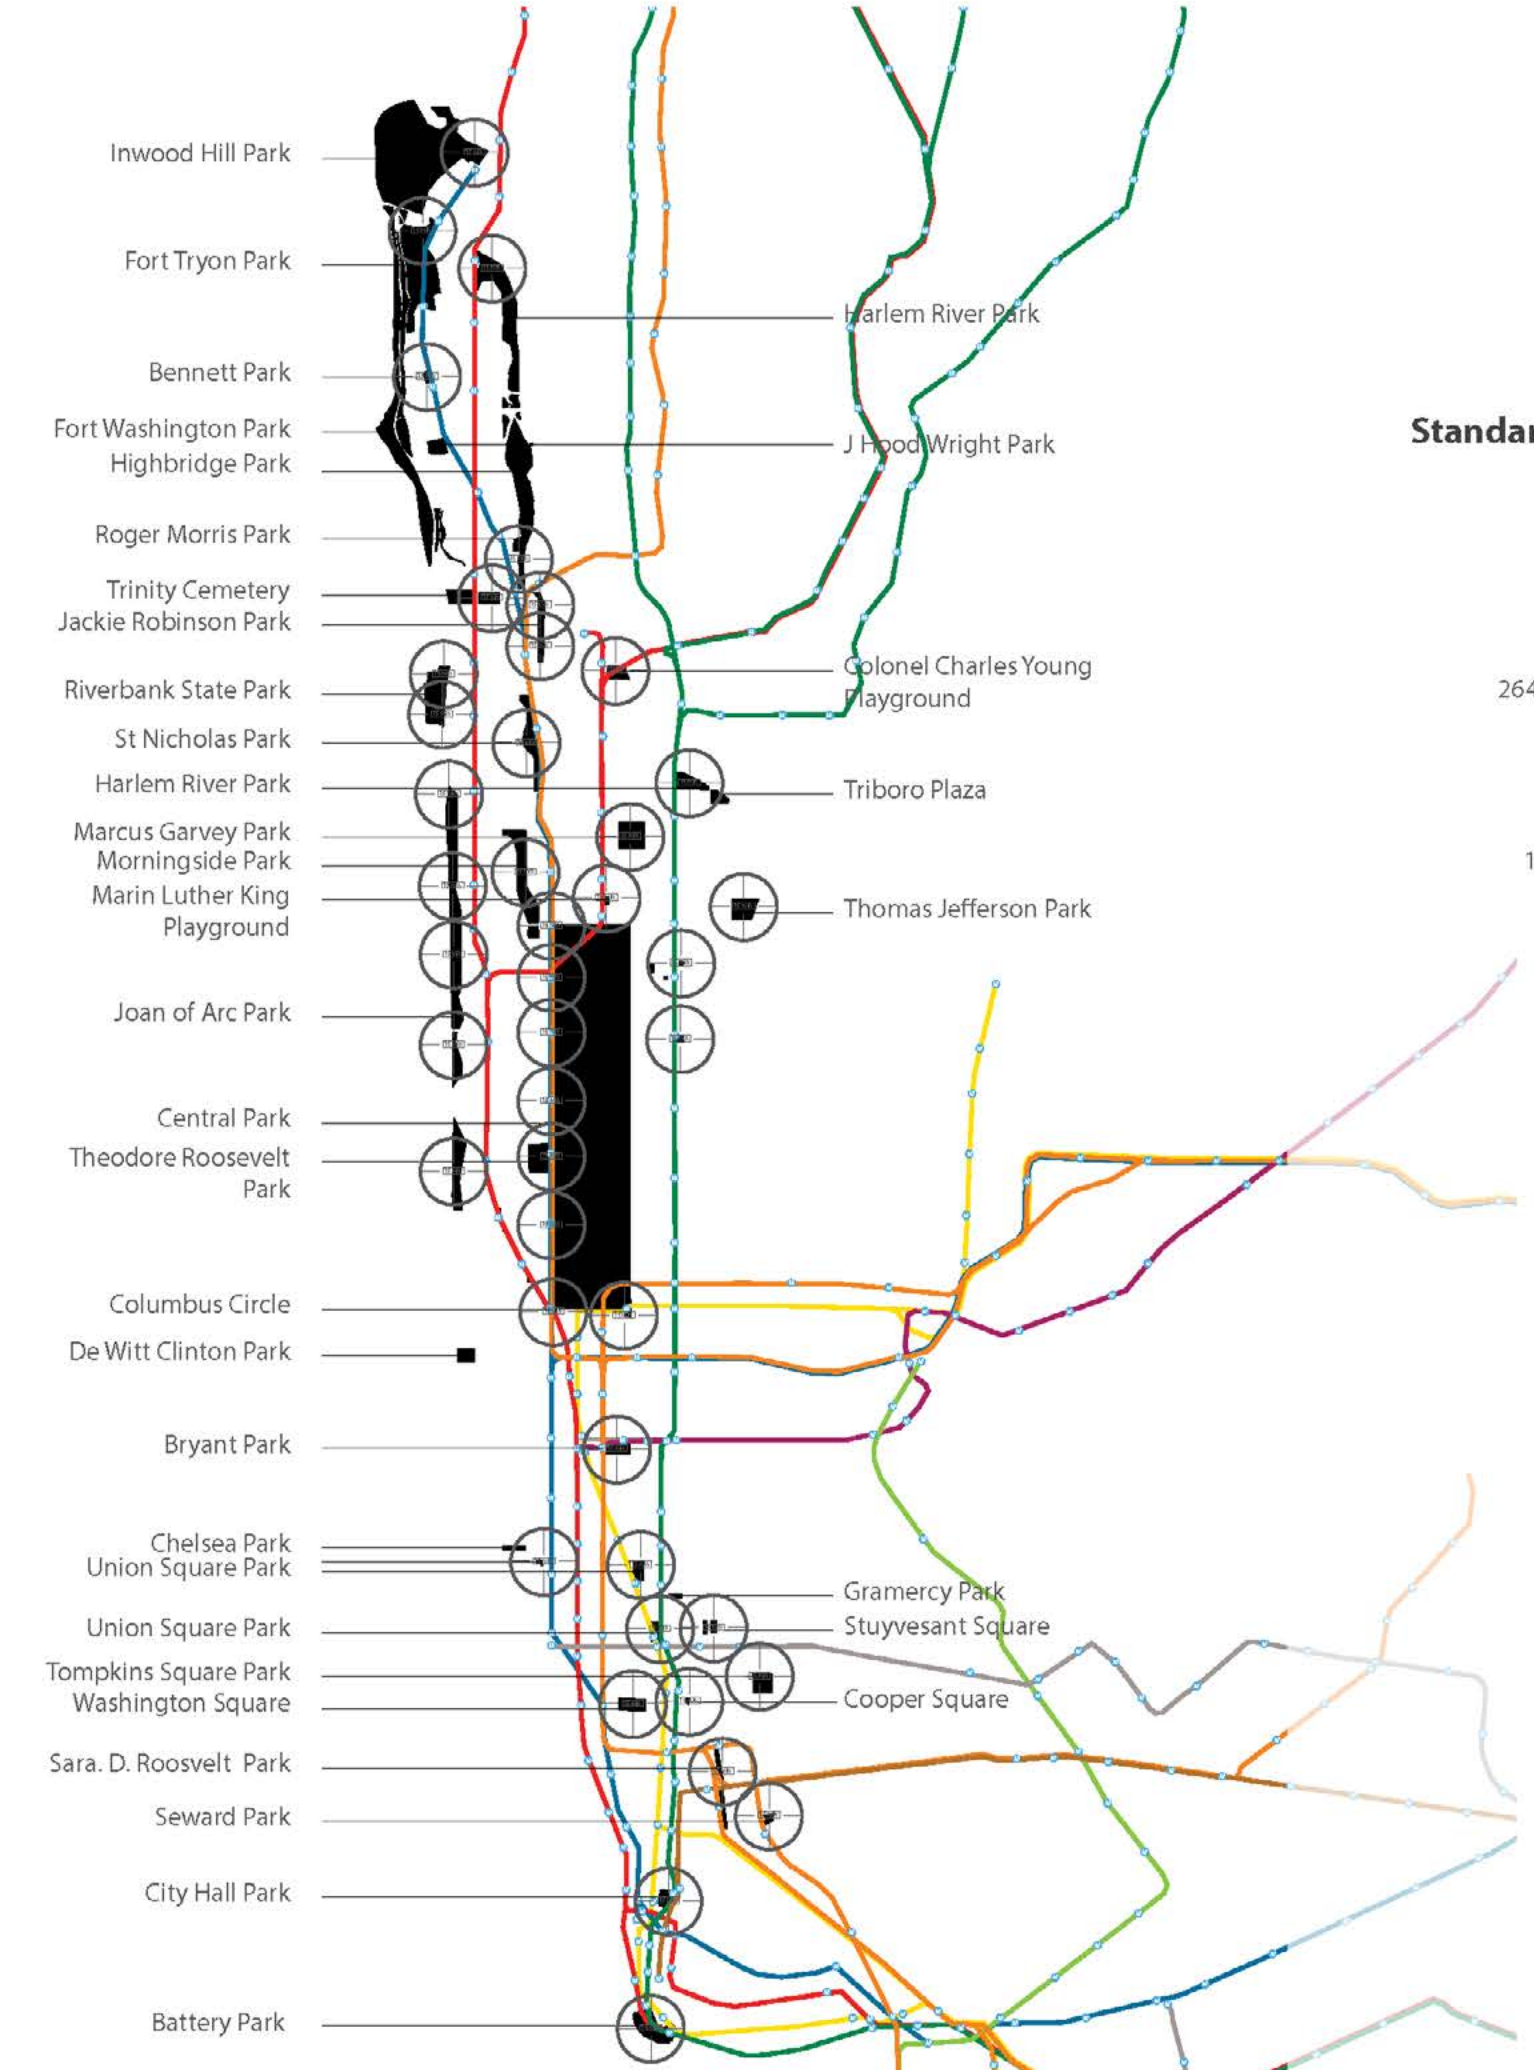 Inwood Hill Park
Fort Tryon Park
Harlem River Park
Bennett Park
Fort Washington Park
J Hood Wright Park
Highbridge Park
Standar
Roger Morris Park
Trinity Cemetery
Jackie Robinson Park
Colonel Charles Young
Playground
Riverbank State Park
264
St Nicholas Park
Harlem River Park
Triboro Plaza
Marcus Garvey Park
Morningside Park
1
Marin Luther King
Playground
Thomas Jefferson Park
Joan of Arc Park
Central Park
Theodore Roosevelt
Park
Columbus Circle
De Witt Clinton Park
Bryant Park
Chelsea Park
Union Square Park
Gramercy Park
Union Square Park
Stuyvesant Square
Tompkins Square Park
Washington Square
Cooper Square
Sara. D. Roosvelt Park
Seward Park
City Hall Park
Battery Park